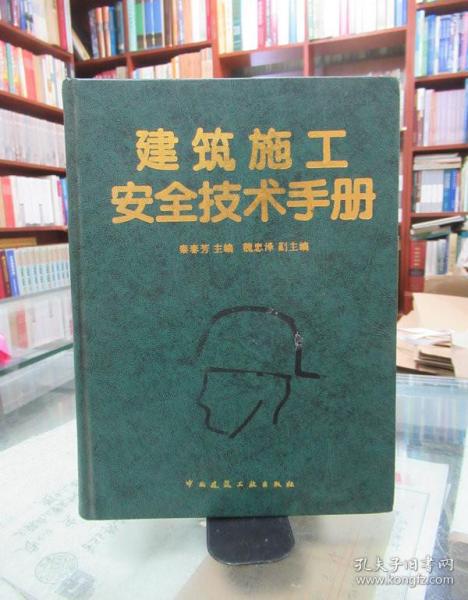 建筑施工
安全技术手册
秦春芳 主编 魏忠泽 副主编
中国建筑工业出版社
孔夫子旧书网
www.kongfz.com